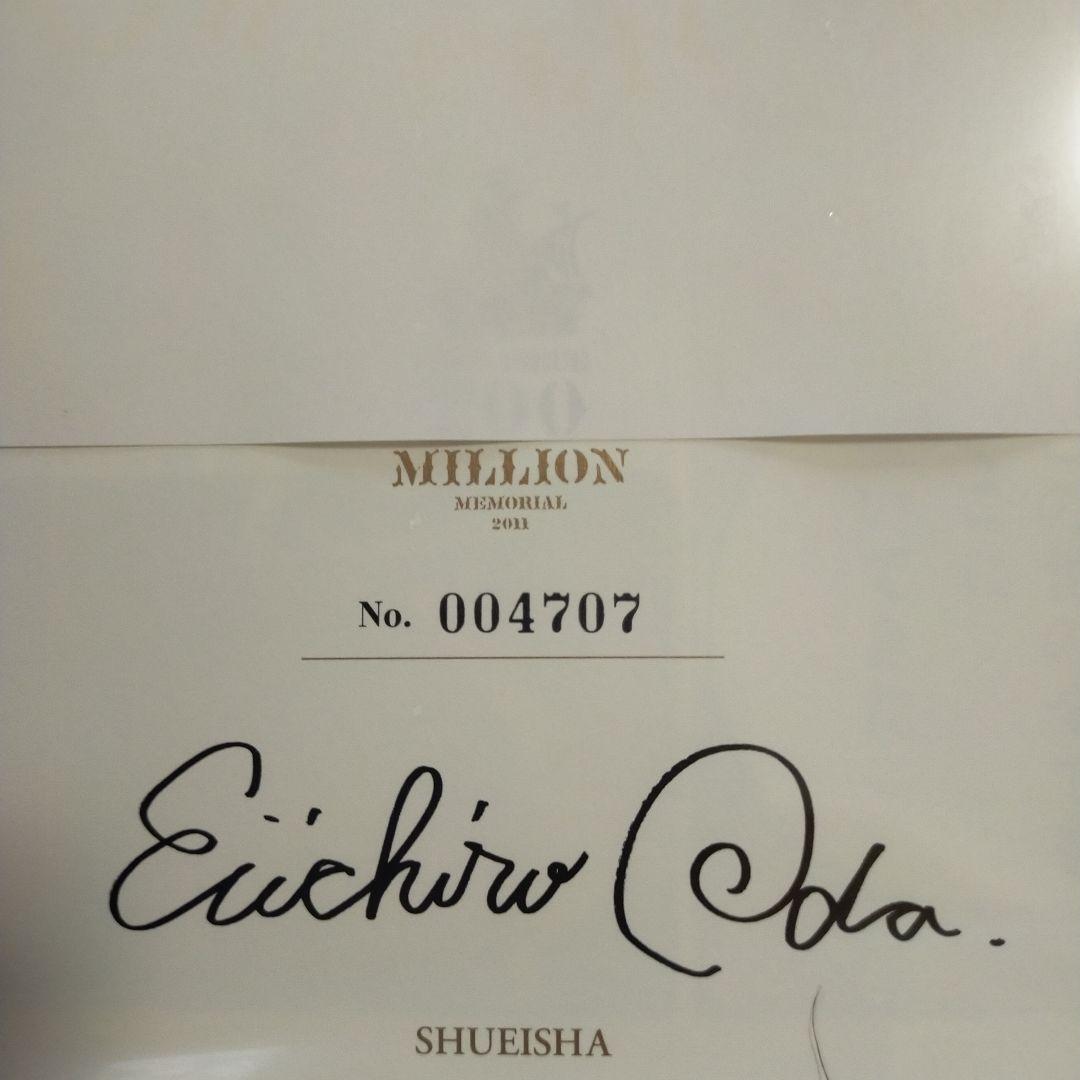 MILLION
MEMORIAL
2011
No. 004707
Eiichiro Oda.
SHUEISHA